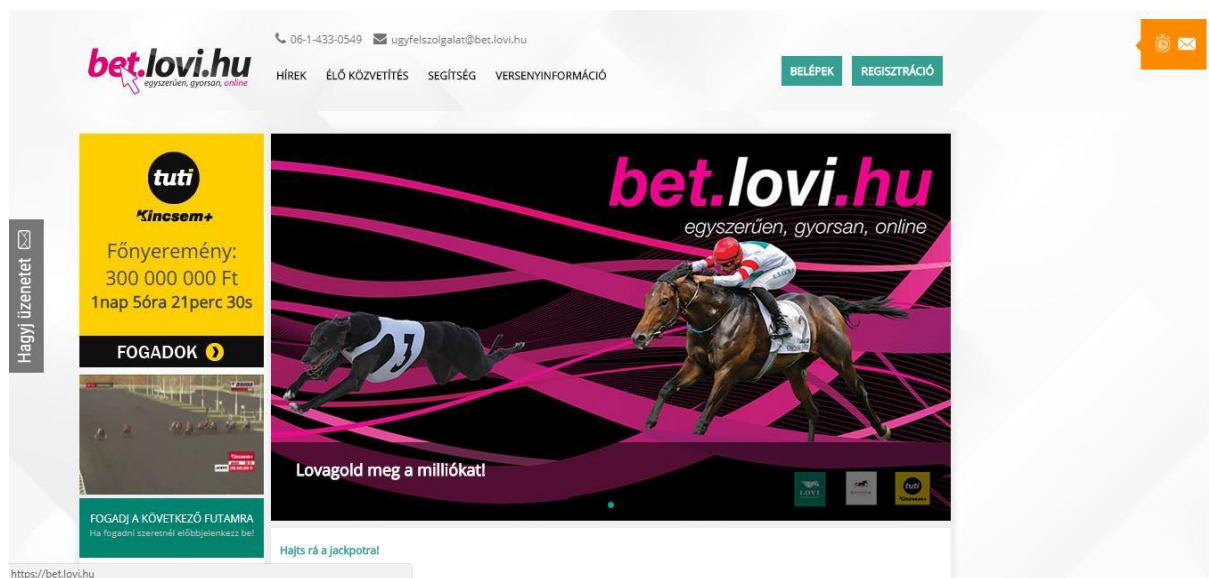 06-1-433-0549 ugyfelszolgalat@bet.lovi.hu
bet.lovi.hu
egyszerűen, gyorsan, online
HÍREK ÉLŐ KÖZVETÍTÉS SEGÍTSÉG VERSENYINFORMÁCIÓ
BELÉPEK REGISZTRÁCIÓ
Hagyj üzenetet
tuti
Kincsem+
Főnyeremény:
300 000 000 Ft
1nap 5óra 21perc 30s
FOGADOK
FOGADJ A KÖVETKEZŐ FUTAMRA
Ha fogadni szeretnél előbbjelenkezz be!
bet.lovi.hu
egyszerűen, gyorsan, online
Lovagold meg a milliókat!
LOVI
tuti
Kincsem+
Hajts rá a jackpotra!
https://bet.lovi.hu